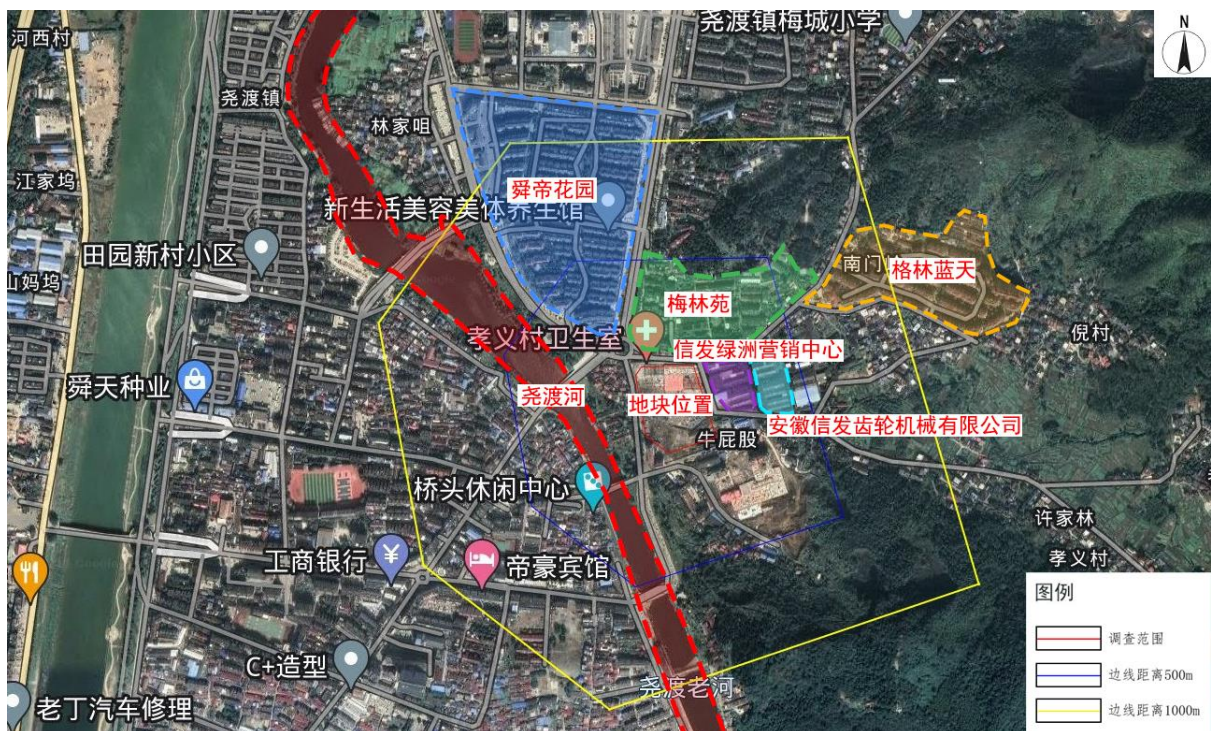 河西村
尧渡镇梅城小学
N
尧渡镇
林家咀
江家坞
舜帝花园
新生活美容美体养生馆
田园新村小区
山妈坞
南门
格林蓝天
梅林苑
倪村
孝义村卫生室
信发绿洲营销中心
舜天种业
尧渡河
地块位置
安徽信发齿轮机械有限公司
牛屁股
桥头休闲中心
许家林
工商银行
帝豪宾馆
孝义村
图例
调查范围
C+造型
边线距离500m
尧渡老河
老丁汽车修理
边线距离1000m